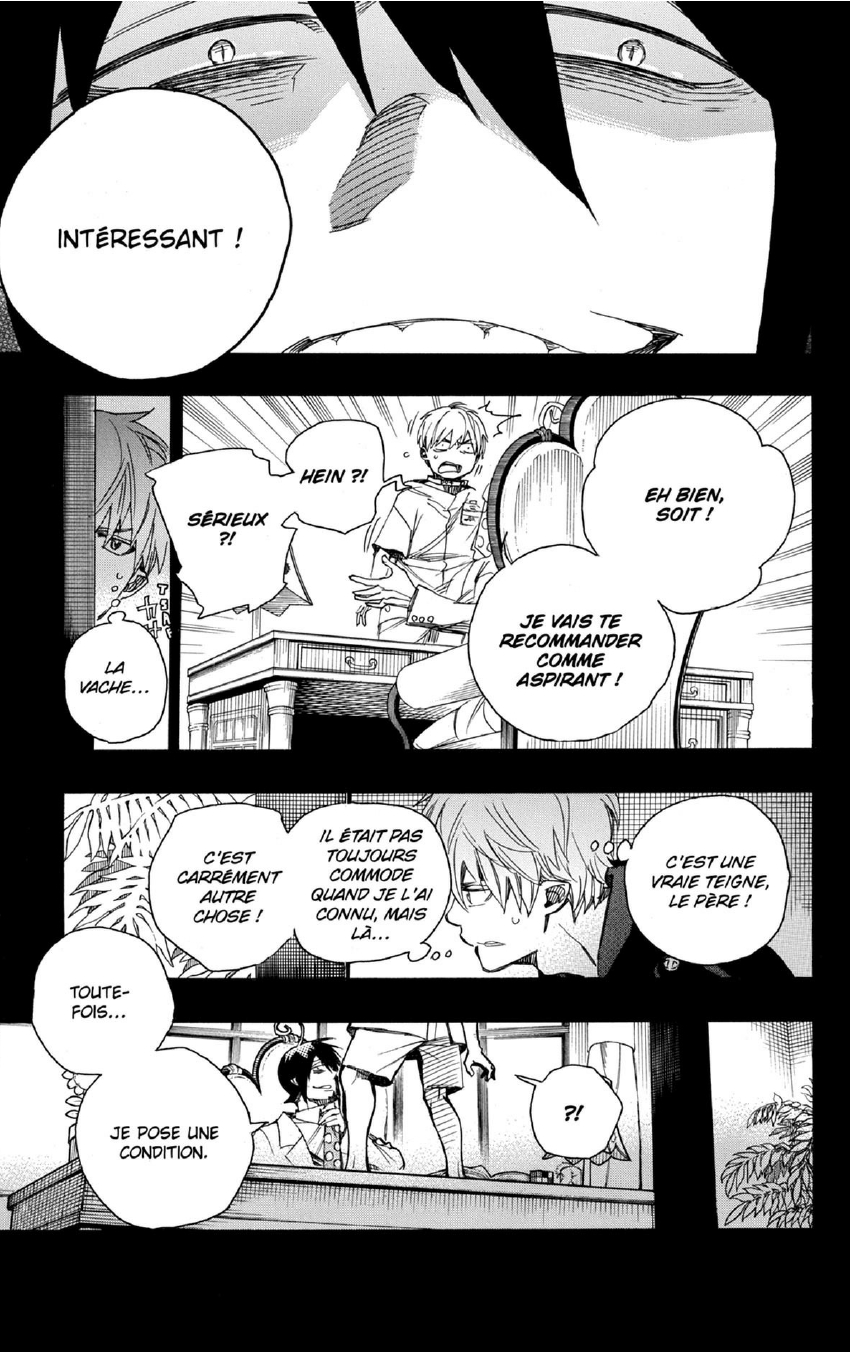 INTÉRESSANT !
EH BIEN,
SOIT !
JE VAIS TE
RECOMMANDER
COMME
ASPIRANT !
HEIN ?!
SÉRIEUX
?!
LA
VACHE...
C'EST UNE
VRAIE TEIGNE,
LE PÈRE !
IL ÉTAIT PAS
TOUJOURS
COMMODE
QUAND JE L'AI
CONNU, MAIS
LÀ...
C'EST
CARRÉMENT
AUTRE
CHOSE !
TOUTE-
FOIS...
JE POSE UNE
CONDITION.
?!